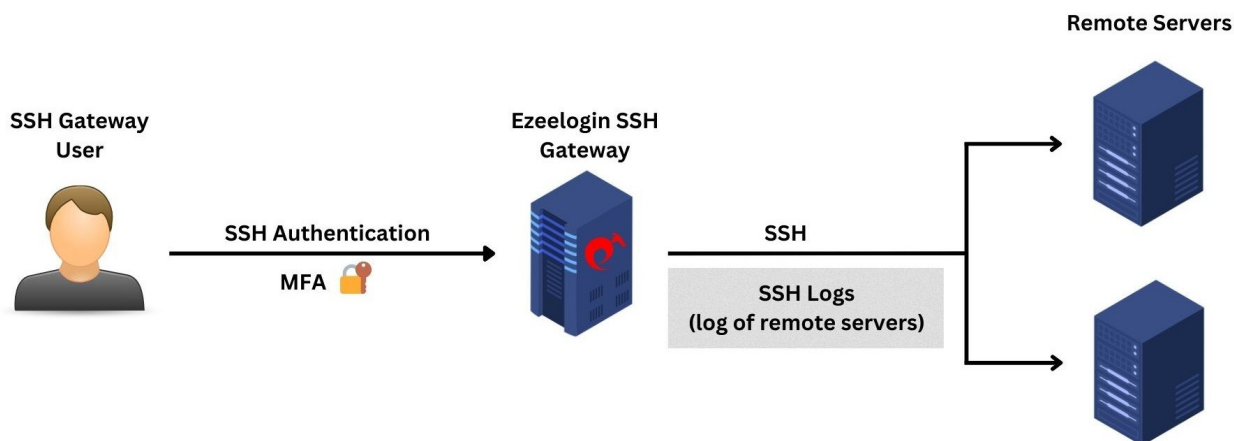 Remote Servers
SSH Gateway
User
Ezeelogin SSH
Gateway
SSH Authentication
MFA
SSH
SSH Logs
(log of remote servers)